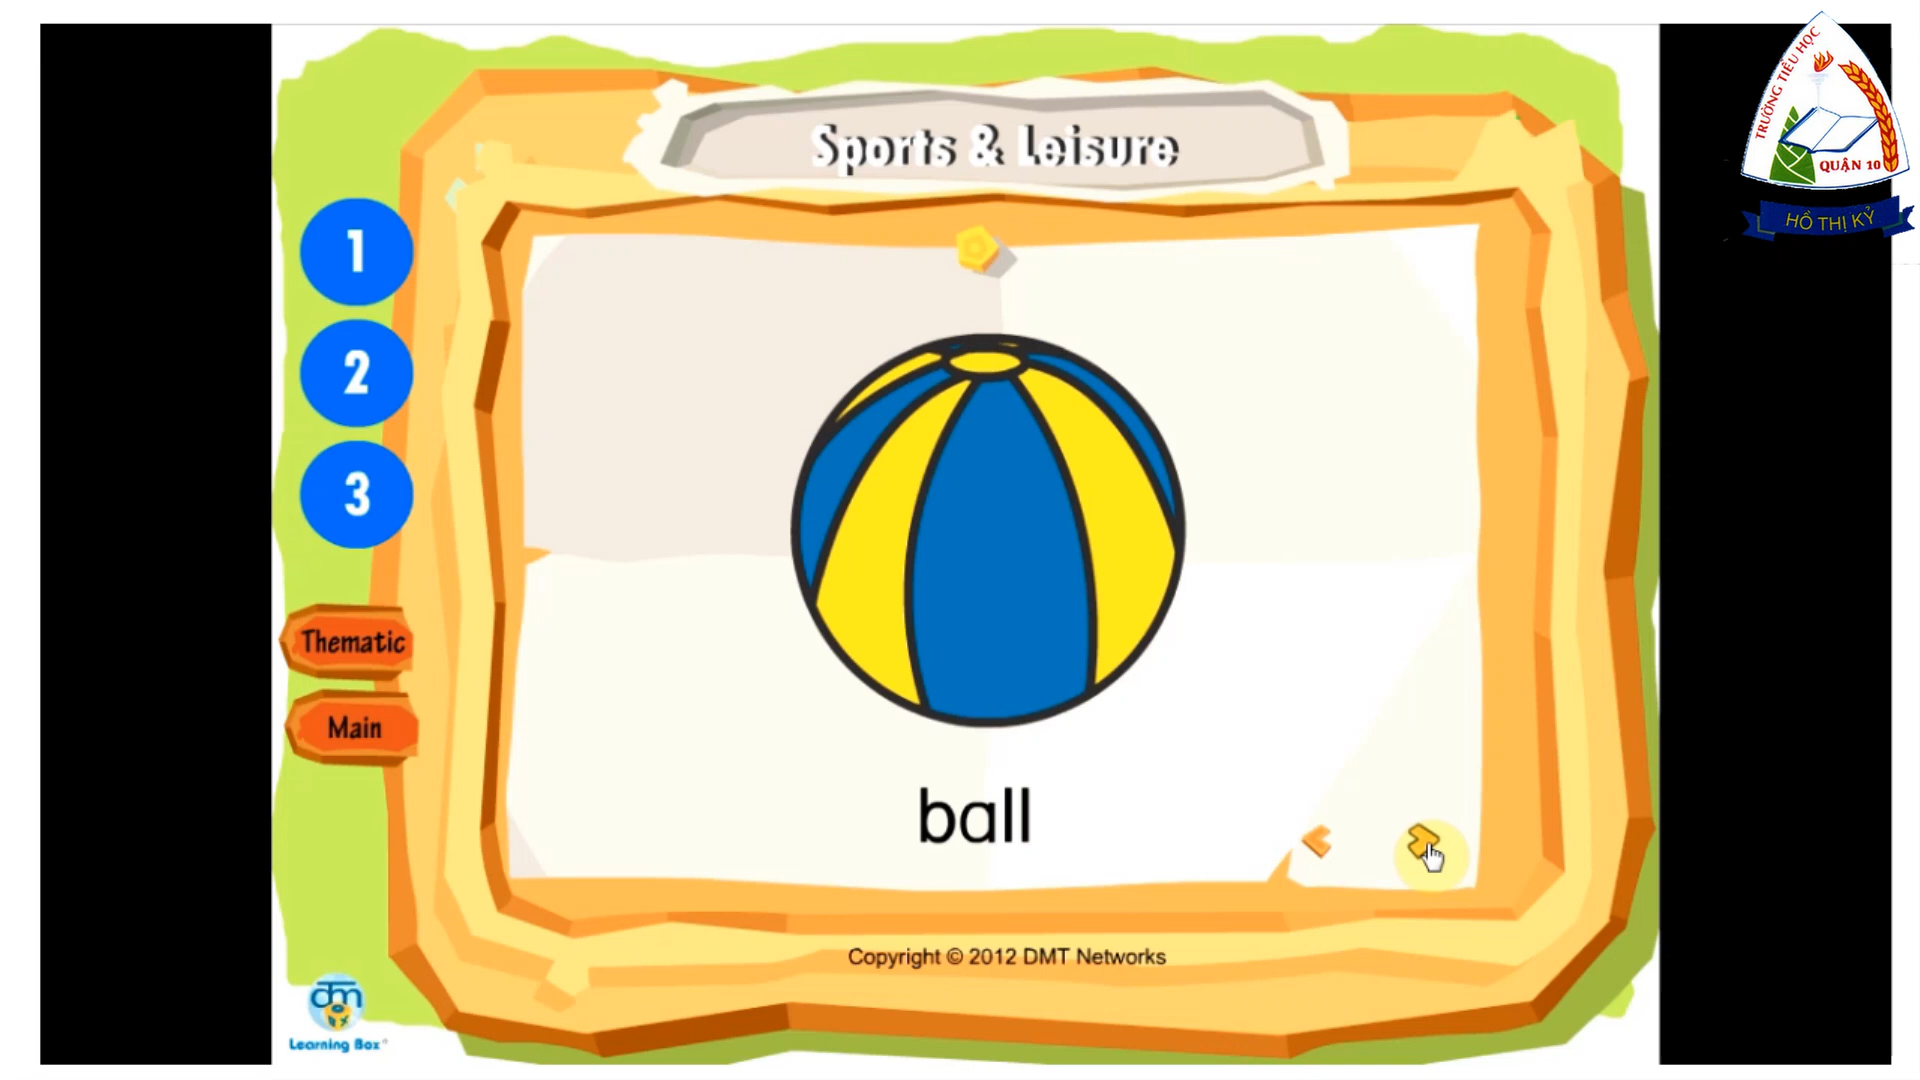 Sports & Leisure
TRƯỜNG TIỂU HỌC
QUẬN 10
HỒ THỊ KỶ
1
2
3
Thematic
Main
ball
Copyright © 2012 DMT Networks
dm
Learning Box